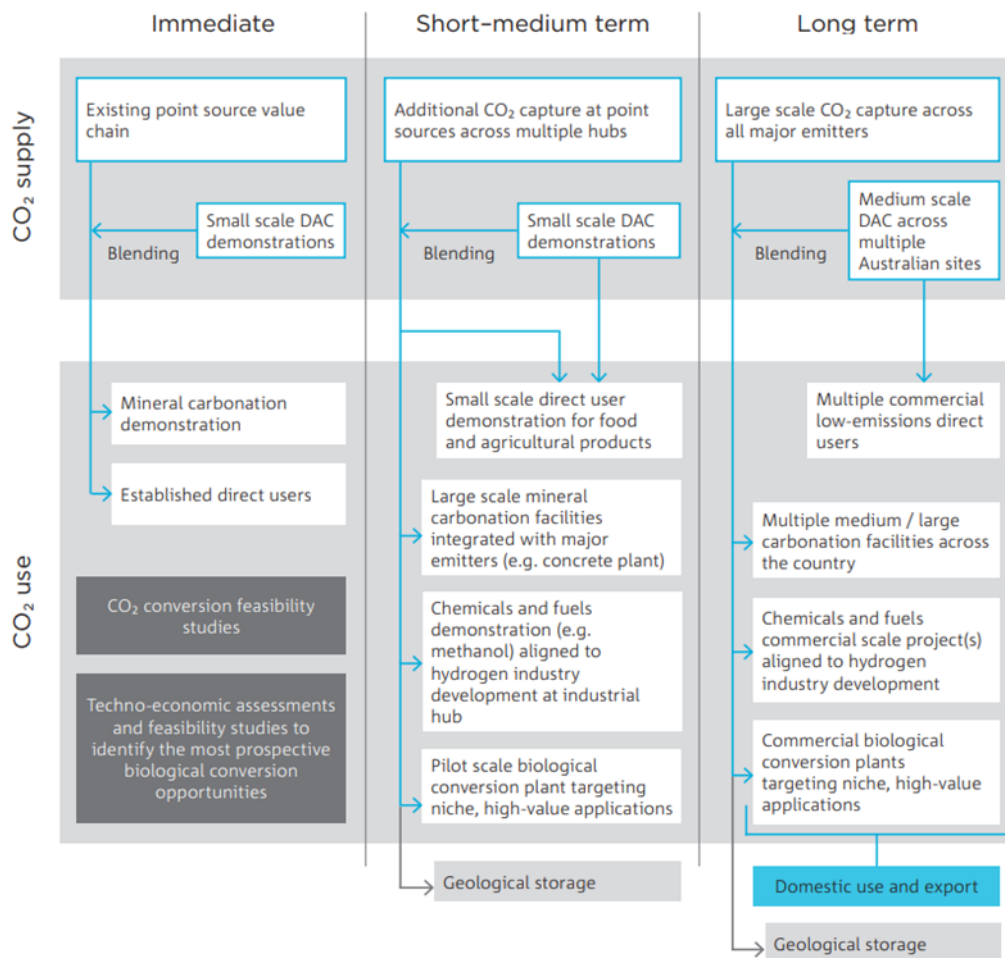 Immediate
Short–medium term
Long term
CO₂ supply
Existing point source value
chain
Small scale DAC
demonstrations
Blending
Additional CO₂ capture at point
sources across multiple hubs
Small scale DAC
demonstrations
Blending
Large scale CO₂ capture across
all major emitters
Medium scale
DAC across
multiple
Australian sites
Blending
CO₂ use
Mineral carbonation
demonstration
Established direct users
CO₂ conversion feasibility
studies
Techno-economic assessments
and feasibility studies to
identify the most prospective
biological conversion
opportunities
Small scale direct user
demonstration for food
and agricultural products
Large scale mineral
carbonation facilities
integrated with major
emitters (e.g. concrete plant)
Chemicals and fuels
demonstration (e.g.
methanol) aligned to
hydrogen industry
development at industrial
hub
Pilot scale biological
conversion plant targeting
niche, high-value applications
Geological storage
Multiple commercial
low-emissions direct
users
Multiple medium / large
carbonation facilities across
the country
Chemicals and fuels
commercial scale project(s)
aligned to hydrogen
industry development
Commercial biological
conversion plants
targeting niche, high-value
applications
Domestic use and export
Geological storage